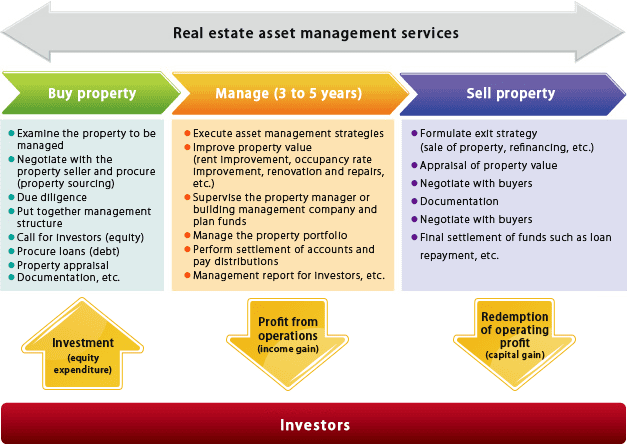 Real estate asset management services
Buy property
Manage (3 to 5 years)
Sell property
Examine the property to be
managed
Negotiate with the
property seller and procure
(property sourcing)
Due diligence
Put together management
structure
Call for investors (equity)
Procure loans (debt)
Property appraisal
Documentation, etc.
Execute asset management strategies
Improve property value
(rent improvement, occupancy rate
improvement, renovation and repairs,
etc.)
Supervise the property manager or
building management company and
plan funds
Manage the property portfolio
Perform settlement of accounts and
pay distributions
Management report for investors, etc.
Formulate exit strategy
(sale of property, refinancing, etc.)
Appraisal of property value
Negotiate with buyers
Documentation
Negotiate with buyers
Final settlement of funds such as loan
repayment, etc.
Investment
(equity
expenditure)
Profit from
operations
(income gain)
Redemption
of operating
profit
(capital gain)
Investors